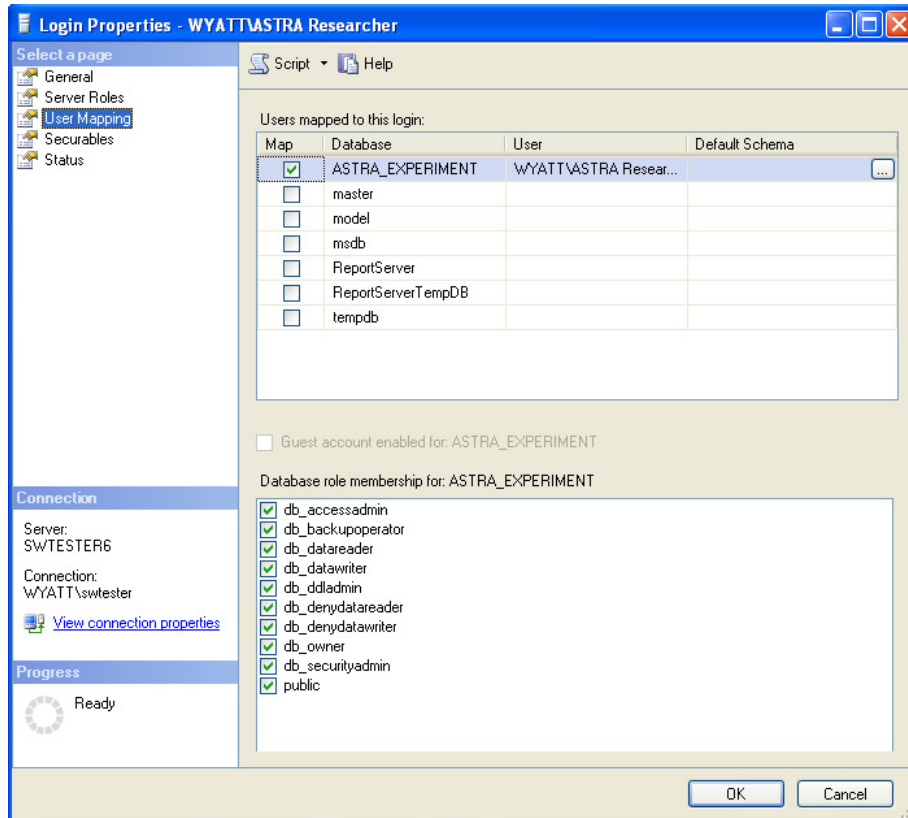 Login Properties - WYATT\ASTRA Researcher
Select a page
General
Server Roles
User Mapping
Securables
Status
Script Help
Users mapped to this login:
Map Database User Default Schema
ASTRA_EXPERIMENT WYATT\ASTRA Resear... ...
master
model
msdb
ReportServer
ReportServerTempDB
tempdb
Guest account enabled for: ASTRA_EXPERIMENT
Database role membership for: ASTRA_EXPERIMENT
db_accessadmin
db_backupoperator
db_datareader
db_datawriter
db_ddladmin
db_denydatareader
db_denydatawriter
db_owner
db_securityadmin
public
Connection
Server:
SWTESTER6
Connection:
WYATT\swtester
View connection properties
Progress
Ready
OK Cancel